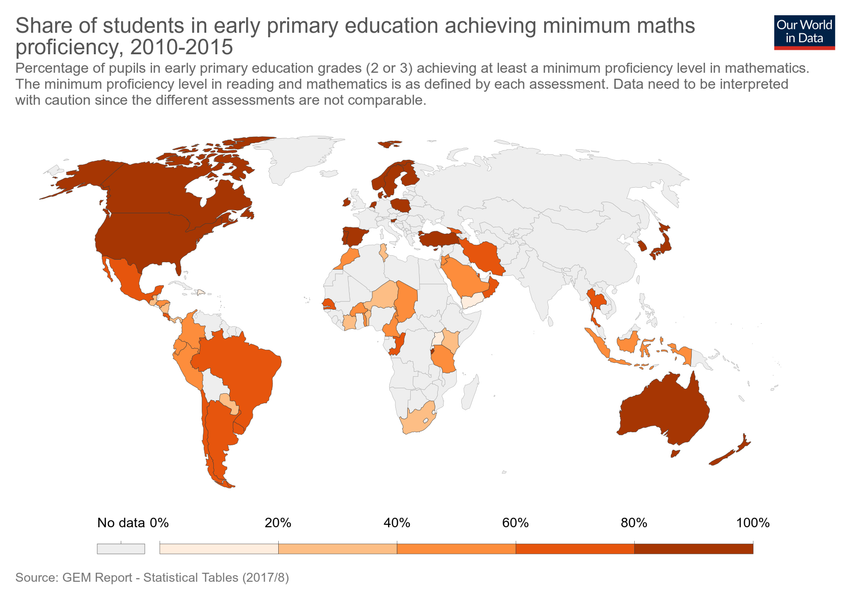 Share of students in early primary education achieving minimum maths
proficiency, 2010-2015
Our World
in Data
Percentage of pupils in early primary education grades (2 or 3) achieving at least a minimum proficiency level in mathematics.
The minimum proficiency level in reading and mathematics is as defined by each assessment. Data need to be interpreted
with caution since the different assessments are not comparable.
No data 0% 20% 40% 60% 80% 100%
Source: GEM Report - Statistical Tables (2017/8)